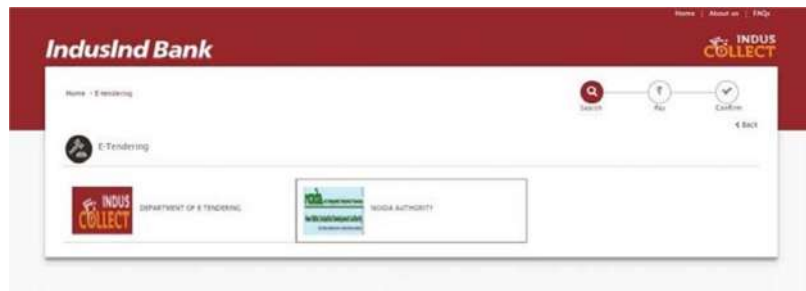 Home | About us | FAQs
IndusInd Bank
INDUS COLLECT
Home > E-tendering
Search
Pay
Confirm
BACK
E-Tendering
INDUS COLLECT
DEPARTMENT OF E TENDERING
NOIDA
NOIDA AUTHORITY